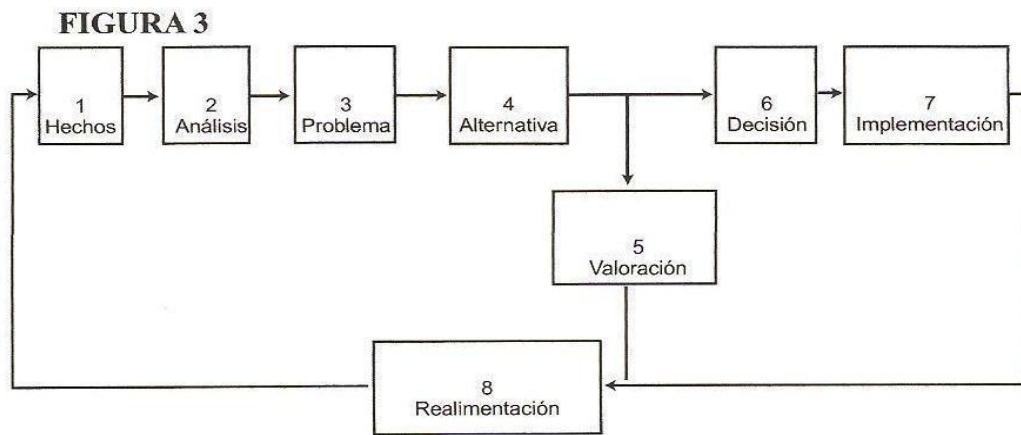 FIGURA 3
1
Hechos
2
Análisis
3
Problema
4
Alternativa
6
Decisión
7
Implementación
5
Valoración
8
Realimentación